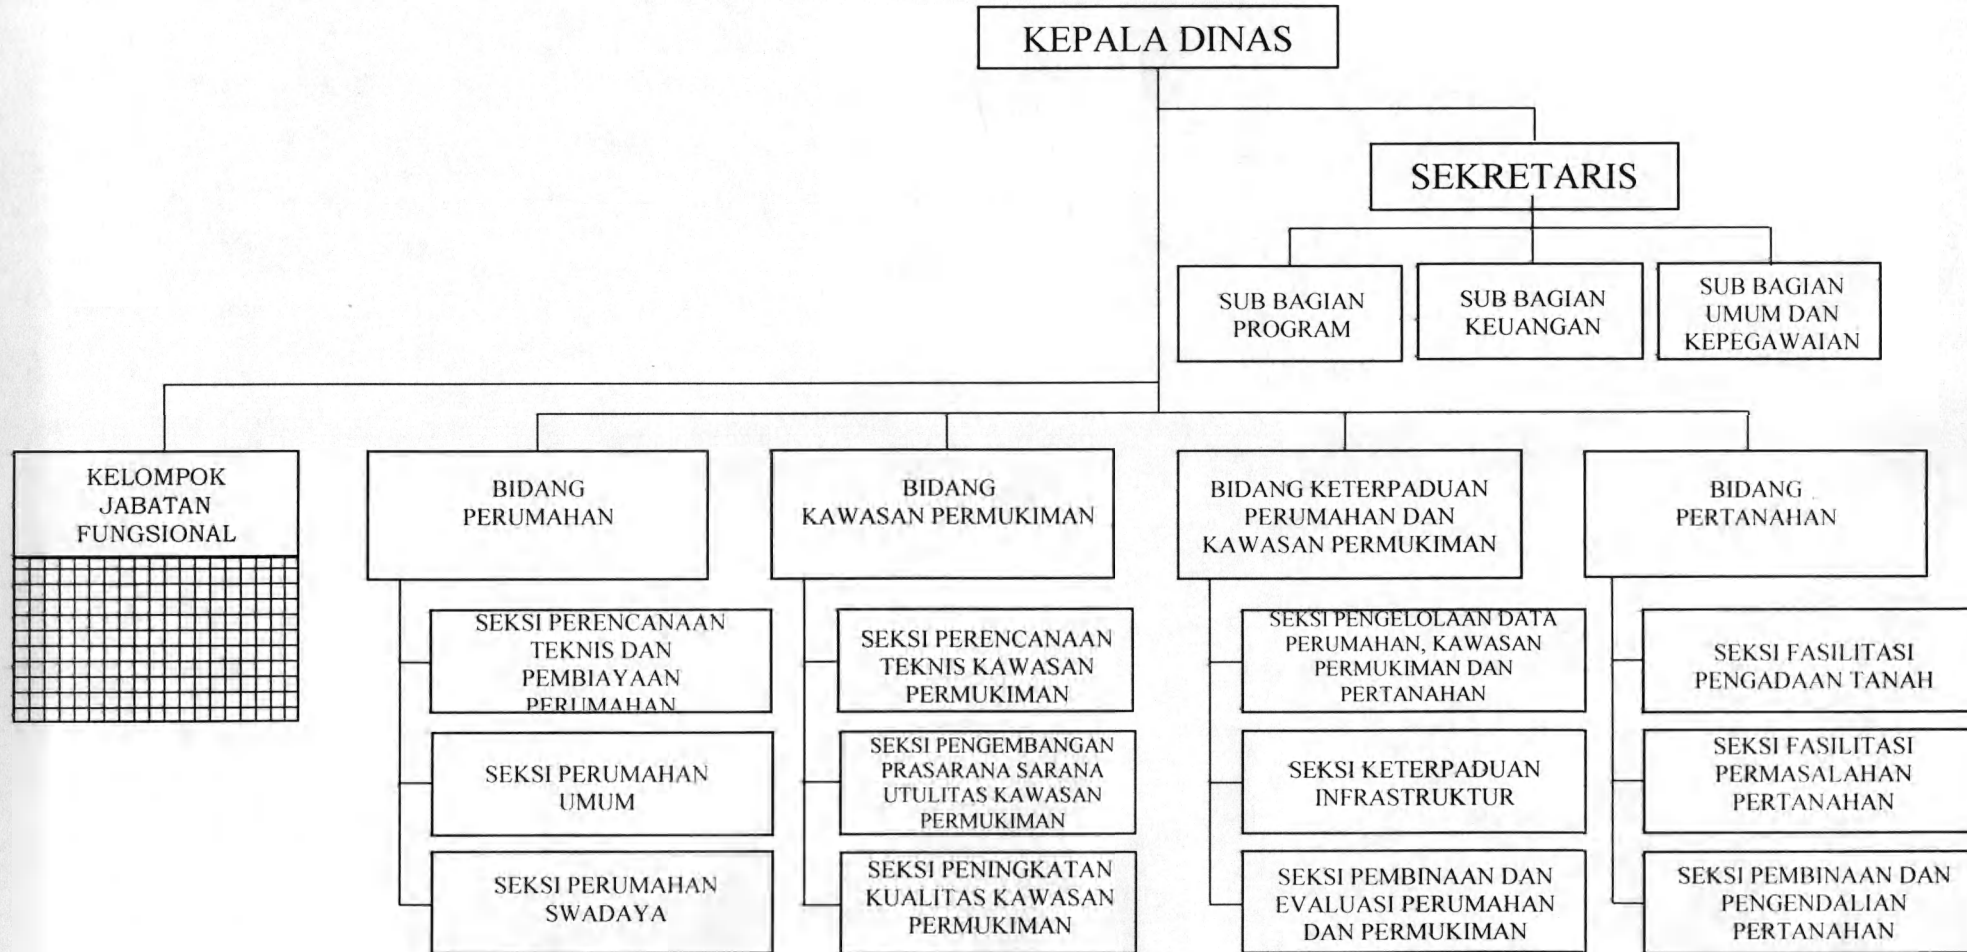 KEPALA DINAS
SEKRETARIS
SUB BAGIAN
PROGRAM
SUB BAGIAN
KEUANGAN
SUB BAGIAN
UMUM DAN
KEPEGAWAIAN
KELOMPOK
JABATAN
FUNGSIONAL
BIDANG
PERUMAHAN
BIDANG
KAWASAN PERMUKIMAN
BIDANG KETERPADUAN
PERUMAHAN DAN
KAWASAN PERMUKIMAN
BIDANG
PERTANAHAN
SEKSI PERENCANAAN
TEKNIS DAN
PEMBIAYAAN
PERUMAHAN
SEKSI PERUMAHAN
UMUM
SEKSI PERUMAHAN
SWADAYA
SEKSI PERENCANAAN
TEKNIS KAWASAN
PERMUKIMAN
SEKSI PENGEMBANGAN
PRASARANA SARANA
UTULITAS KAWASAN
PERMUKIMAN
SEKSI PENINGKATAN
KUALITAS KAWASAN
PERMUKIMAN
SEKSI PENGELOLAAN DATA
PERUMAHAN, KAWASAN
PERMUKIMAN DAN
PERTANAHAN
SEKSI KETERPADUAN
INFRASTRUKTUR
SEKSI PEMBINAAN DAN
EVALUASI PERUMAHAN
DAN PERMUKIMAN
SEKSI FASILITASI
PENGADAAN TANAH
SEKSI FASILITASI
PERMASALAHAN
PERTANAHAN
SEKSI PEMBINAAN DAN
PENGENDALIAN
PERTANAHAN